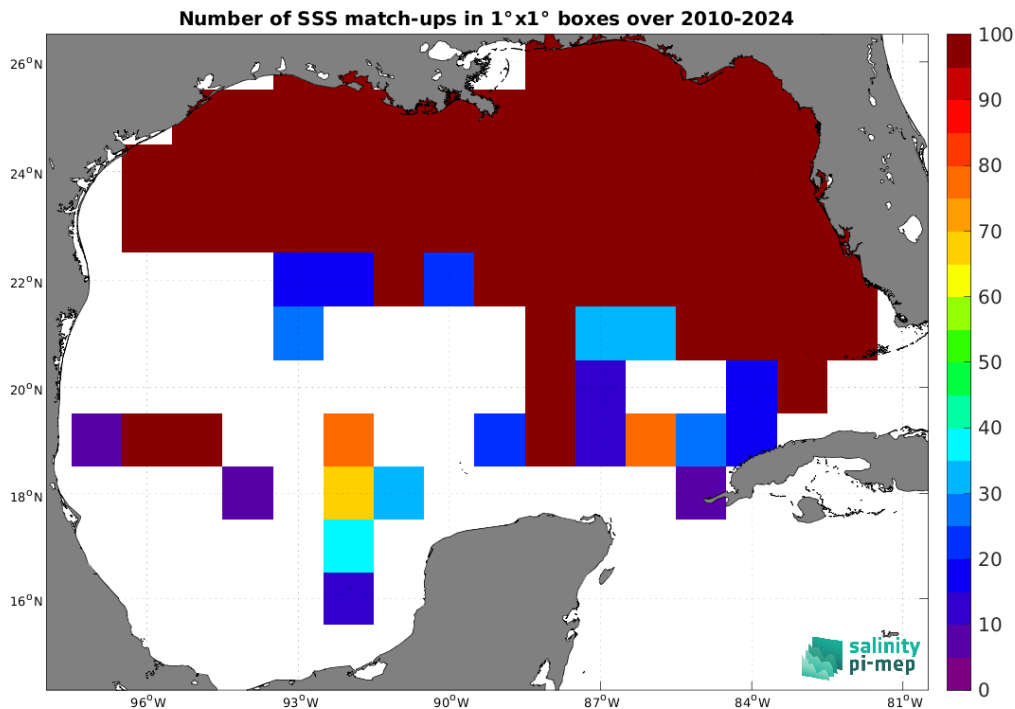 Number of SSS match-ups in 1°x1° boxes over 2010-2024
26°N
24°N
22°N
20°N
18°N
16°N
96°W
93°W
90°W
87°W
84°W
81°W
100
90
80
70
60
50
40
30
20
10
0
salinity
pi-mep